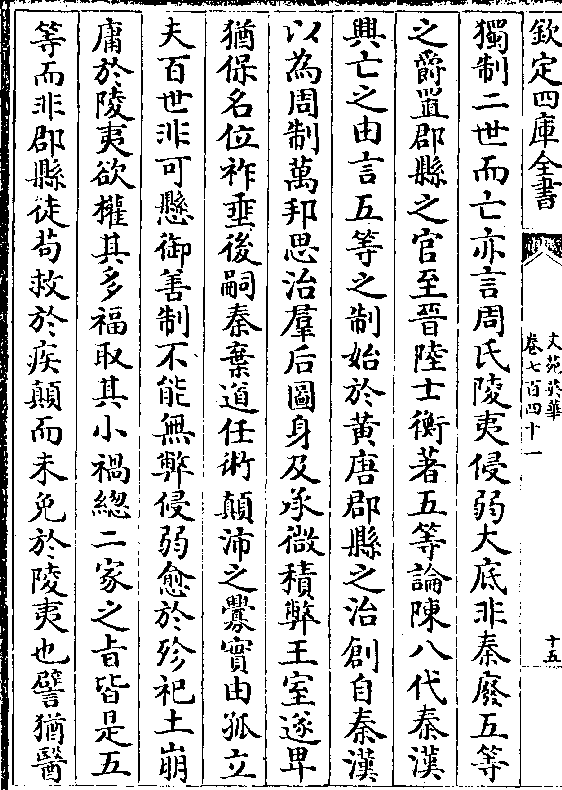 欽定四庫全書
文苑英華
卷七百四十一
十五
獨制二世而亡亦言周氏陵夷侵弱大底非秦廢五等
之爵置郡縣之官至晉陸士衡著五等論陳八代秦漢
興亡之由言五等之制始於黄唐郡縣之治創自秦漢
以為周制萬邦思治羣后圖身及承微積弊王室遂卑
猶保名位祚垂後嗣秦棄道任術顛沛之釁實由孤立
夫百世非可懸御善制不能無弊侵弱愈於殄祀土崩
庸於陵夷欲權其多福取其小禍緫二家之㫖皆是五
等而非郡縣徒苟救於疾顛而未免於陵夷也譬猶醫